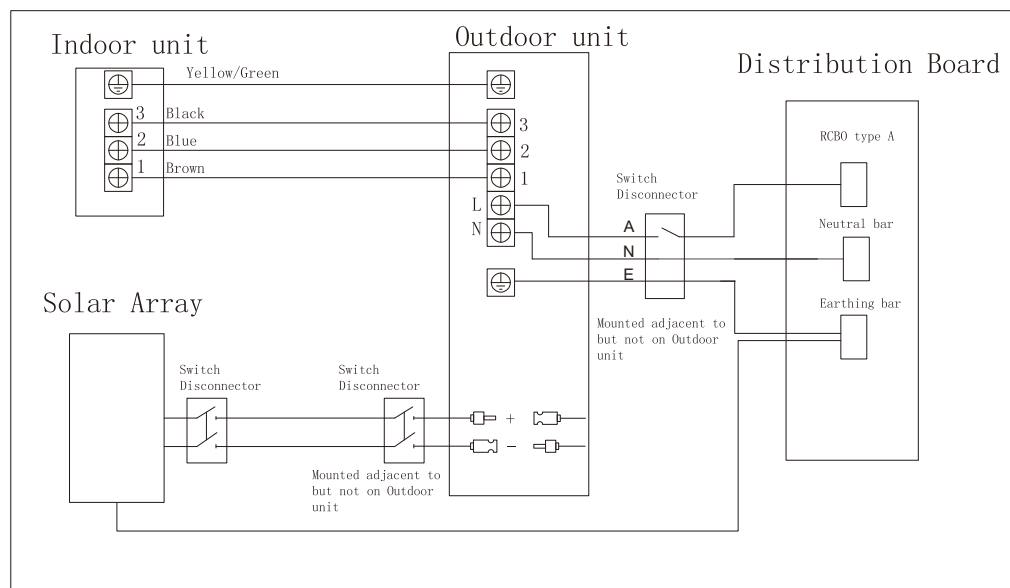 Indoor unit
Outdoor unit
Distribution Board
Yellow/Green
3 Black
2 Blue
1 Brown
3
2
1
L
N
RCBO type A
Switch
Disconnector
A
N
E
Neutral bar
Earthing bar
Mounted adjacent to
but not on Outdoor
unit
Solar Array
Switch
Disconnector
Switch
Disconnector
+
−
Mounted adjacent to
but not on Outdoor
unit